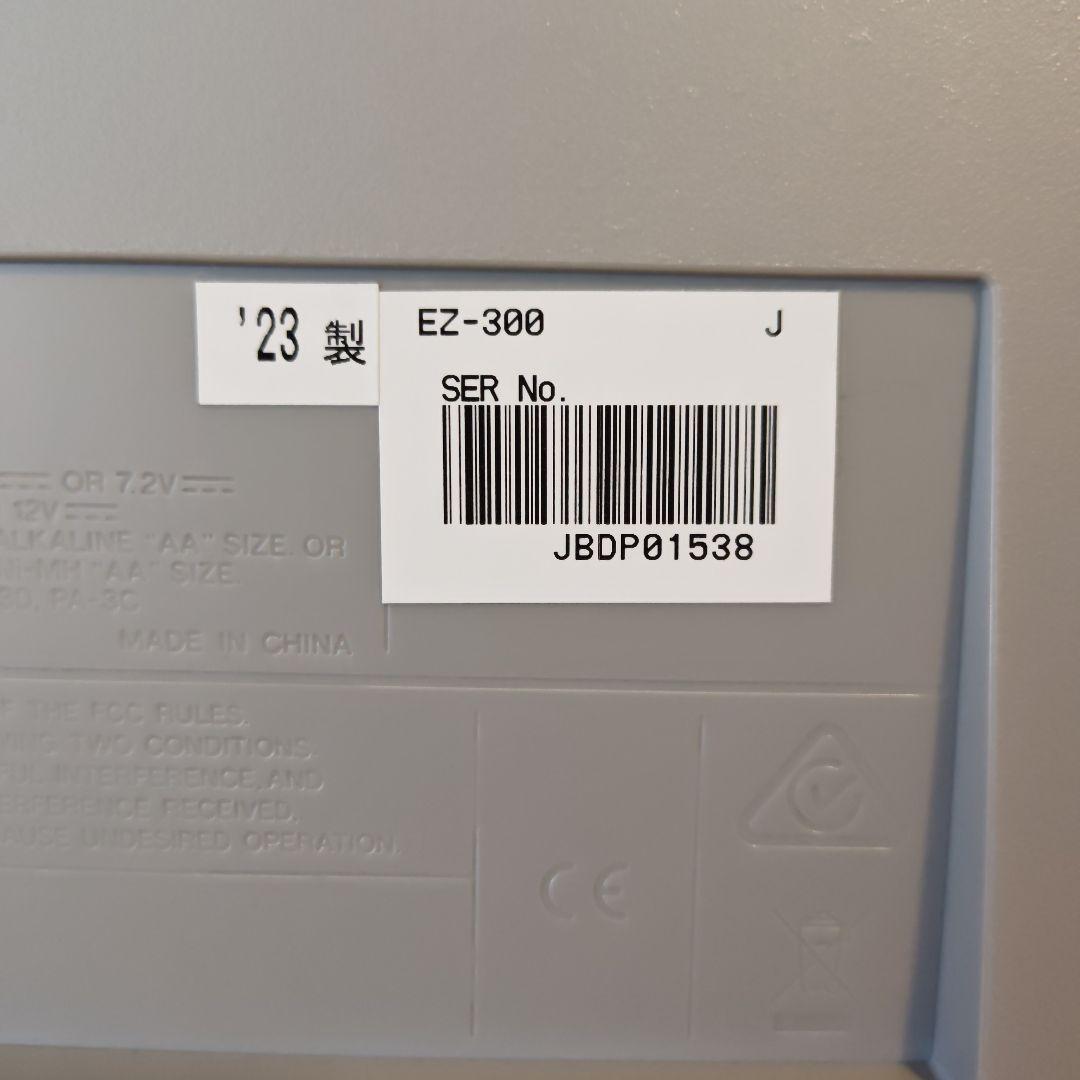 '23 製
EZ-300 J
SER No.
JBDP01538
OR 7.2V
12V
ALKALINE "AA" SIZE. OR
NI-MH "AA" SIZE.
PA-3C
MADE IN CHINA
THE FCC RULES.
TWO CONDITIONS.
INTERFERENCE, AND
RECEIVED.
UNDESIRED OPERATION.
CE